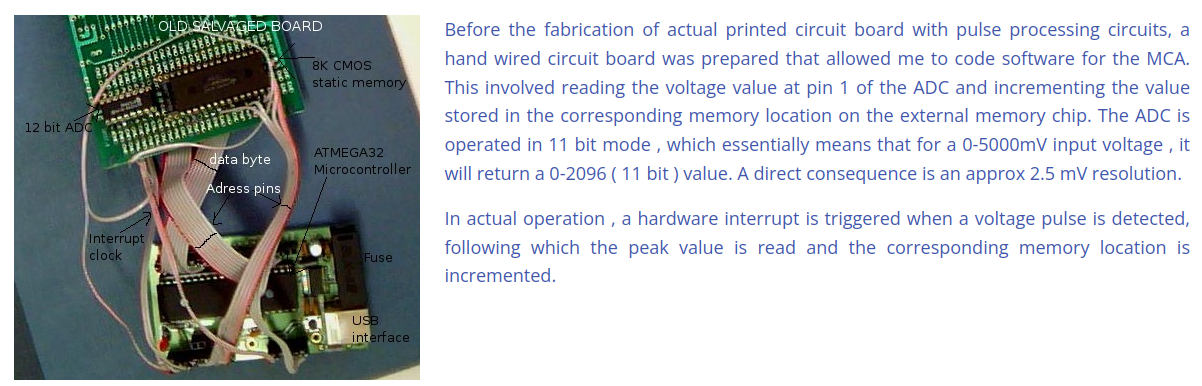 OLD SALVAGED BOARD
8K CMOS
static memory
12 bit ADC
data byte
ATMEGA32
Microcontroller
Adress pins
Interrupt
clock
Fuse
USB
interface
Before the fabrication of actual printed circuit board with pulse processing circuits, a
hand wired circuit board was prepared that allowed me to code software for the MCA.
This involved reading the voltage value at pin 1 of the ADC and incrementing the value
stored in the corresponding memory location on the external memory chip. The ADC is
operated in 11 bit mode , which essentially means that for a 0-5000mV input voltage , it
will return a 0-2096 ( 11 bit ) value. A direct consequence is an approx 2.5 mV resolution.
In actual operation , a hardware interrupt is triggered when a voltage pulse is detected,
following which the peak value is read and the corresponding memory location is
incremented.